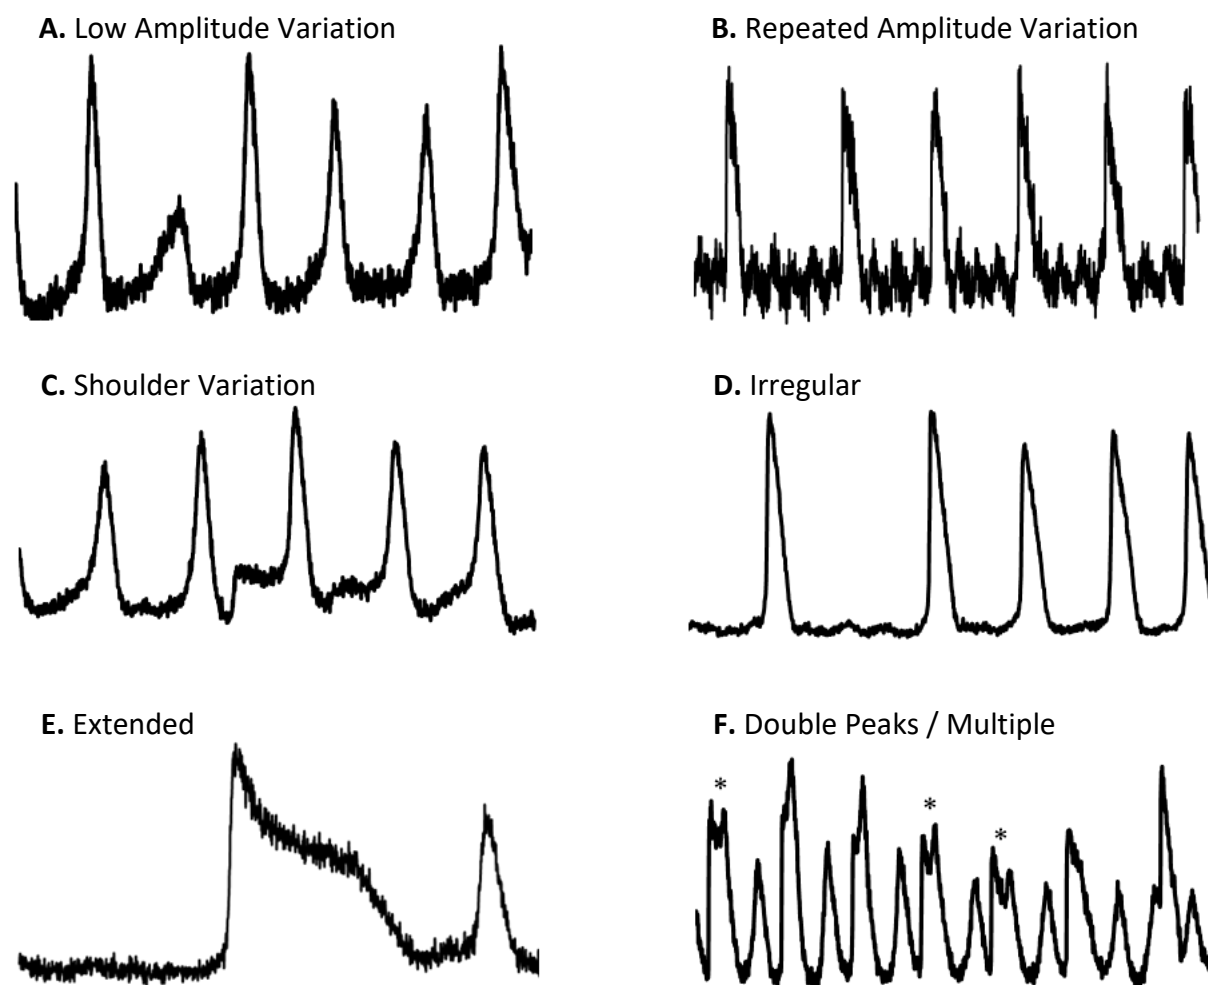 A. Low Amplitude Variation
B. Repeated Amplitude Variation
C. Shoulder Variation
D. Irregular
E. Extended
F. Double Peaks / Multiple
*
*
*